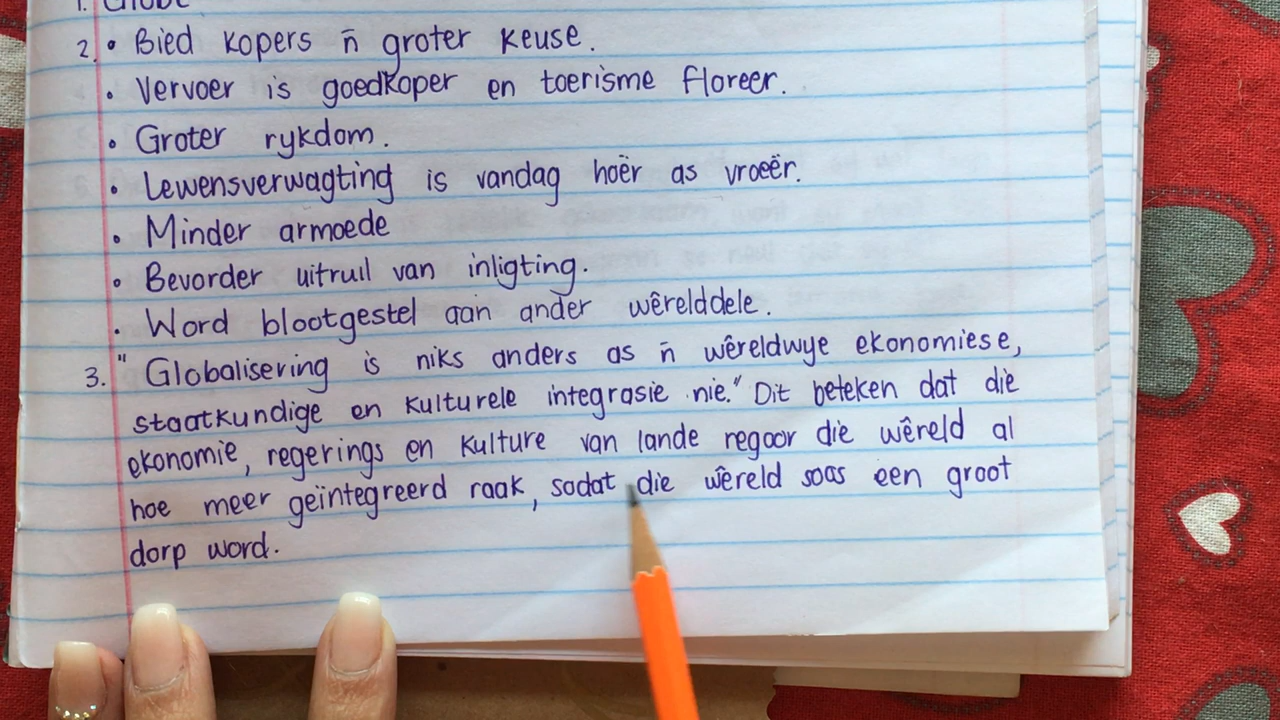 2. • Bied kopers 'n groter keuse.
• Vervoer is goedkoper en toerisme floreer.
• Groter rykdom.
• Lewensverwagting is vandag hoër as vroeër.
• Minder armoede
• Bevorder uitruil van inligting.
• Word blootgestel aan ander wêrelddele.
3. "Globalisering is niks anders as 'n wêreldwye ekonomiese,
staatkundige en kulturele integrasie nie." Dit beteken dat die
ekonomie, regerings en kulture van lande regoor die wêreld al
hoe meer geïntegreerd raak, sodat die wêreld soos een groot
dorp word.